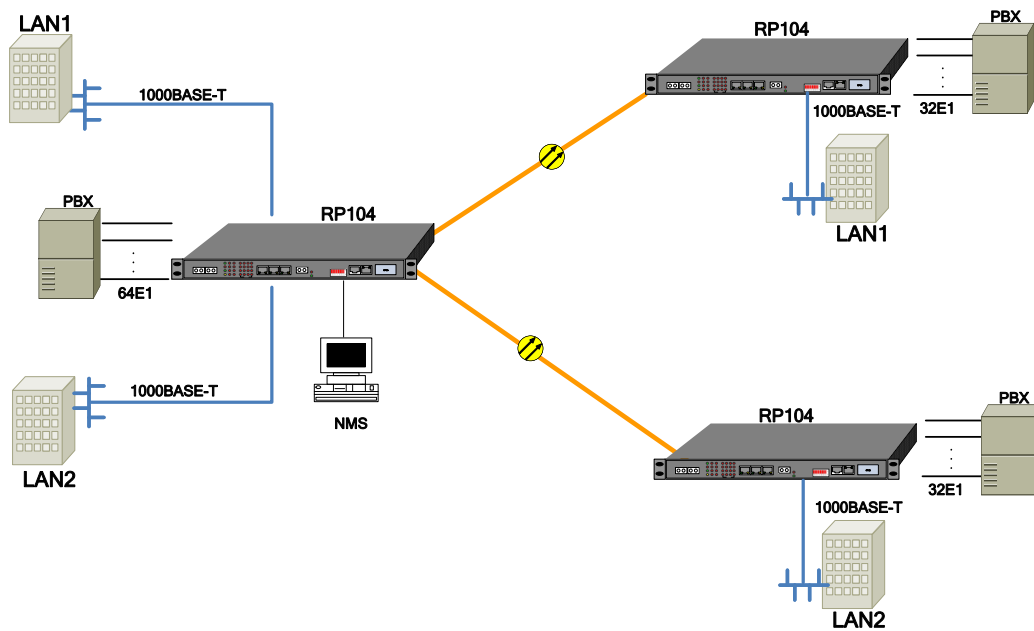 LAN1
1000BASE-T
PBX
64E1
RP104
1000BASE-T
LAN2
NMS
RP104
PBX
1000BASE-T
32E1
LAN1
RP104
PBX
32E1
1000BASE-T
LAN2